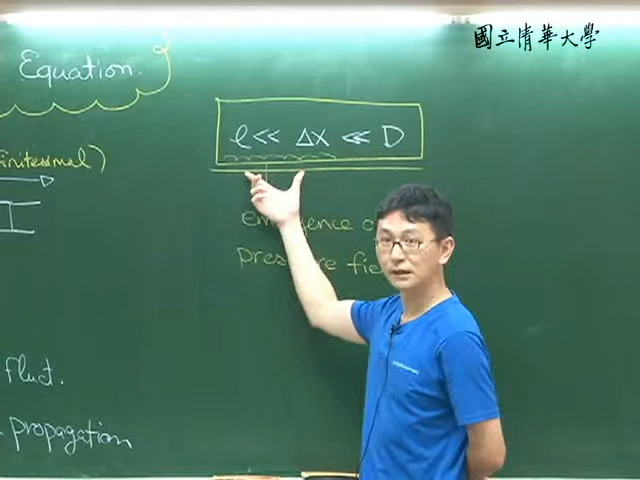 國立清華大學
Equation.
finitesimal)
ℓ << Δx << D
emergence o
pressure fie
fluct.
propagation